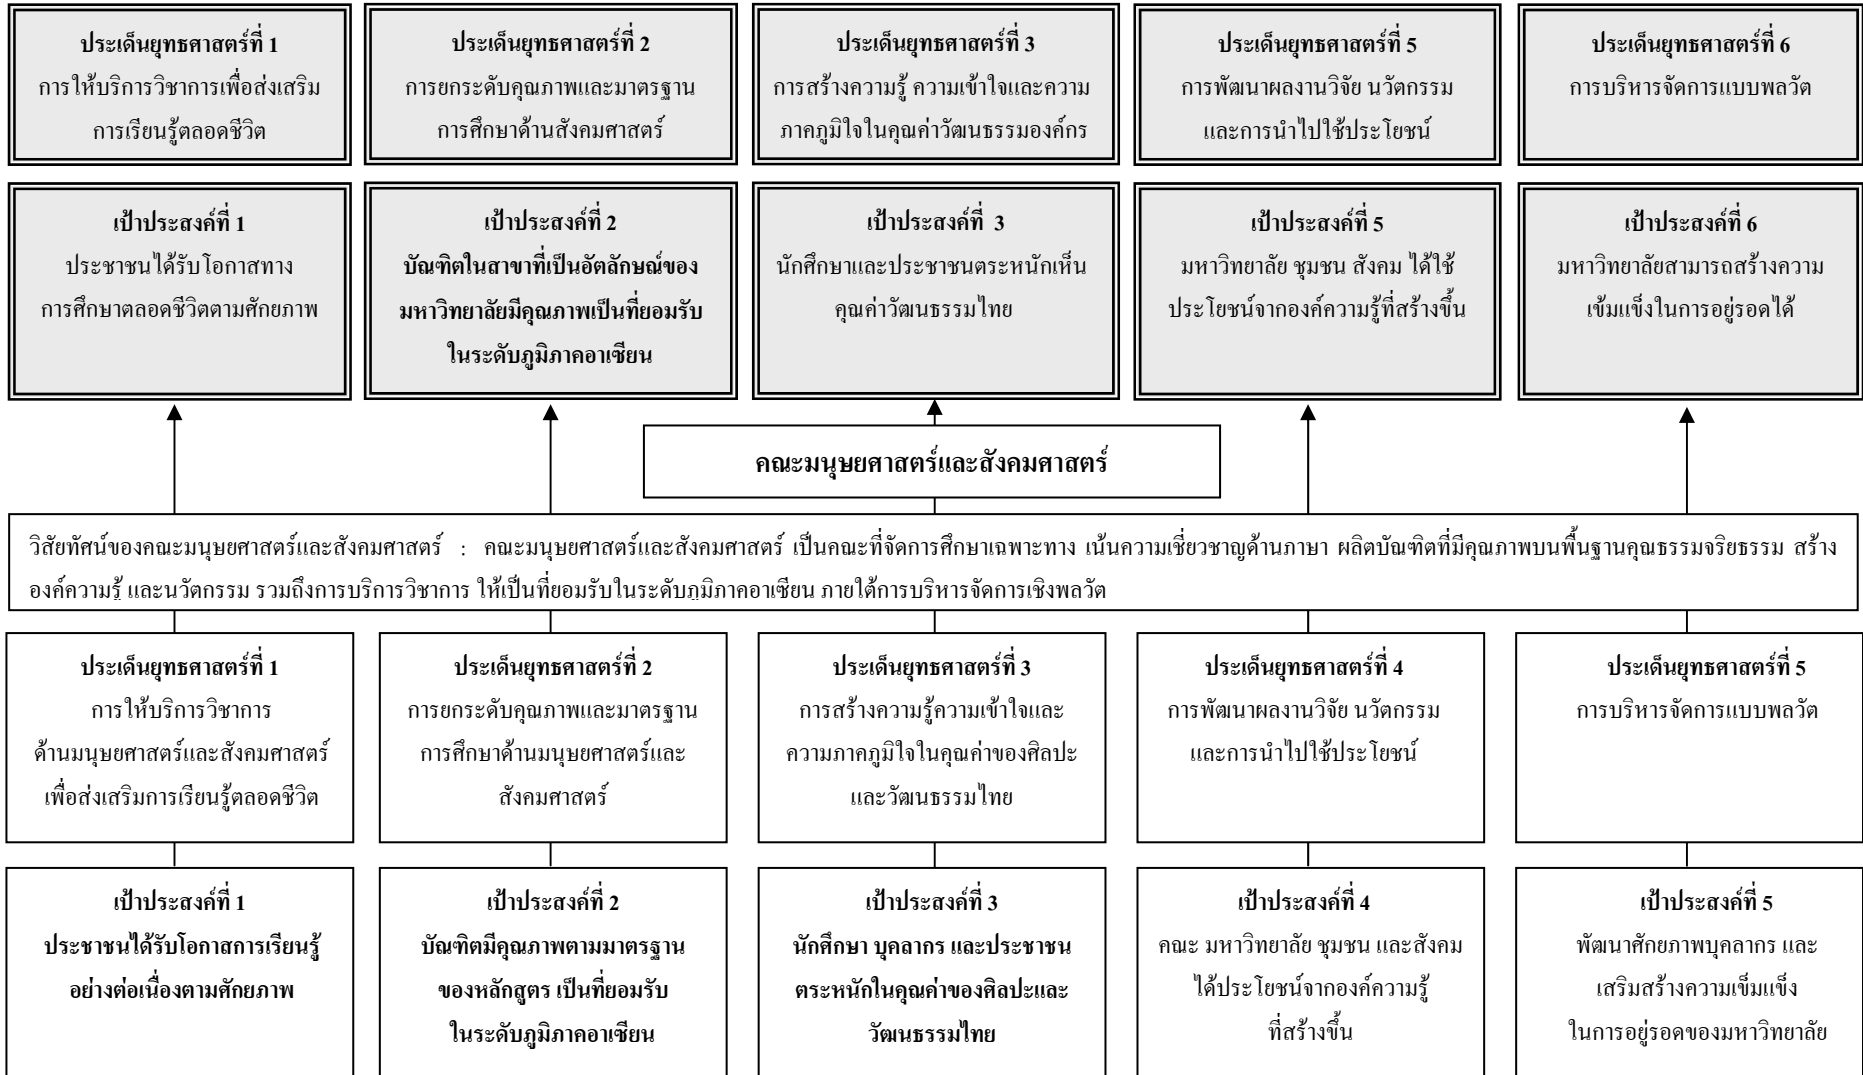 ประเด็นยุทธศาสตร์ที่ 1
การให้บริการวิชาการเพื่อส่งเสริม
การเรียนรู้ตลอดชีวิต
ประเด็นยุทธศาสตร์ที่ 2
การยกระดับคุณภาพและมาตรฐาน
การศึกษาด้านสังคมศาสตร์
ประเด็นยุทธศาสตร์ที่ 3
การสร้างความรู้ ความเข้าใจและความ
ภาคภูมิใจในคุณค่าวัฒนธรรมองค์กร
ประเด็นยุทธศาสตร์ที่ 5
การพัฒนาผลงานวิจัย นวัตกรรม
และการนำไปใช้ประโยชน์
ประเด็นยุทธศาสตร์ที่ 6
การบริหารจัดการแบบพลวัต
เป้าประสงค์ที่ 1
ประชาชนได้รับโอกาสทาง
การศึกษาตลอดชีวิตตามศักยภาพ
เป้าประสงค์ที่ 2
บัณฑิตในสาขาที่เป็นอัตลักษณ์ของ
มหาวิทยาลัยมีคุณภาพเป็นที่ยอมรับ
ในระดับภูมิภาคอาเซียน
เป้าประสงค์ที่ 3
นักศึกษาและประชาชนตระหนักเห็น
คุณค่าวัฒนธรรมไทย
เป้าประสงค์ที่ 5
มหาวิทยาลัย ชุมชน สังคม ได้ใช้
ประโยชน์จากองค์ความรู้ที่สร้างขึ้น
เป้าประสงค์ที่ 6
มหาวิทยาลัยสามารถสร้างความ
เข้มแข็งในการอยู่รอดได้
คณะมนุษยศาสตร์และสังคมศาสตร์
วิสัยทัศน์ของคณะมนุษยศาสตร์และสังคมศาสตร์ : คณะมนุษยศาสตร์และสังคมศาสตร์ เป็นคณะที่จัดการศึกษาเฉพาะทาง เน้นความเชี่ยวชาญด้านภาษา ผลิตบัณฑิตที่มีคุณภาพบนพื้นฐานคุณธรรมจริยธรรม สร้าง
องค์ความรู้ และนวัตกรรม รวมถึงการบริการวิชาการ ให้เป็นที่ยอมรับในระดับภูมิภาคอาเซียน ภายใต้การบริหารจัดการเชิงพลวัต
ประเด็นยุทธศาสตร์ที่ 1
การให้บริการวิชาการ
ด้านมนุษยศาสตร์และสังคมศาสตร์
เพื่อส่งเสริมการเรียนรู้ตลอดชีวิต
ประเด็นยุทธศาสตร์ที่ 2
การยกระดับคุณภาพและมาตรฐาน
การศึกษาด้านมนุษยศาสตร์และ
สังคมศาสตร์
ประเด็นยุทธศาสตร์ที่ 3
การสร้างความรู้ความเข้าใจและ
ความภาคภูมิใจในคุณค่าของศิลปะ
และวัฒนธรรมไทย
ประเด็นยุทธศาสตร์ที่ 4
การพัฒนาผลงานวิจัย นวัตกรรม
และการนำไปใช้ประโยชน์
ประเด็นยุทธศาสตร์ที่ 5
การบริหารจัดการแบบพลวัต
เป้าประสงค์ที่ 1
ประชาชนได้รับโอกาสการเรียนรู้
อย่างต่อเนื่องตามศักยภาพ
เป้าประสงค์ที่ 2
บัณฑิตมีคุณภาพตามมาตรฐาน
ของหลักสูตร เป็นที่ยอมรับ
ในระดับภูมิภาคอาเซียน
เป้าประสงค์ที่ 3
นักศึกษา บุคลากร และประชาชน
ตระหนักในคุณค่าของศิลปะและ
วัฒนธรรมไทย
เป้าประสงค์ที่ 4
คณะ มหาวิทยาลัย ชุมชน และสังคม
ได้ประโยชน์จากองค์ความรู้
ที่สร้างขึ้น
เป้าประสงค์ที่ 5
พัฒนาศักยภาพบุคลากร และ
เสริมสร้างความเข้มแข็ง
ในการอยู่รอดของมหาวิทยาลัย